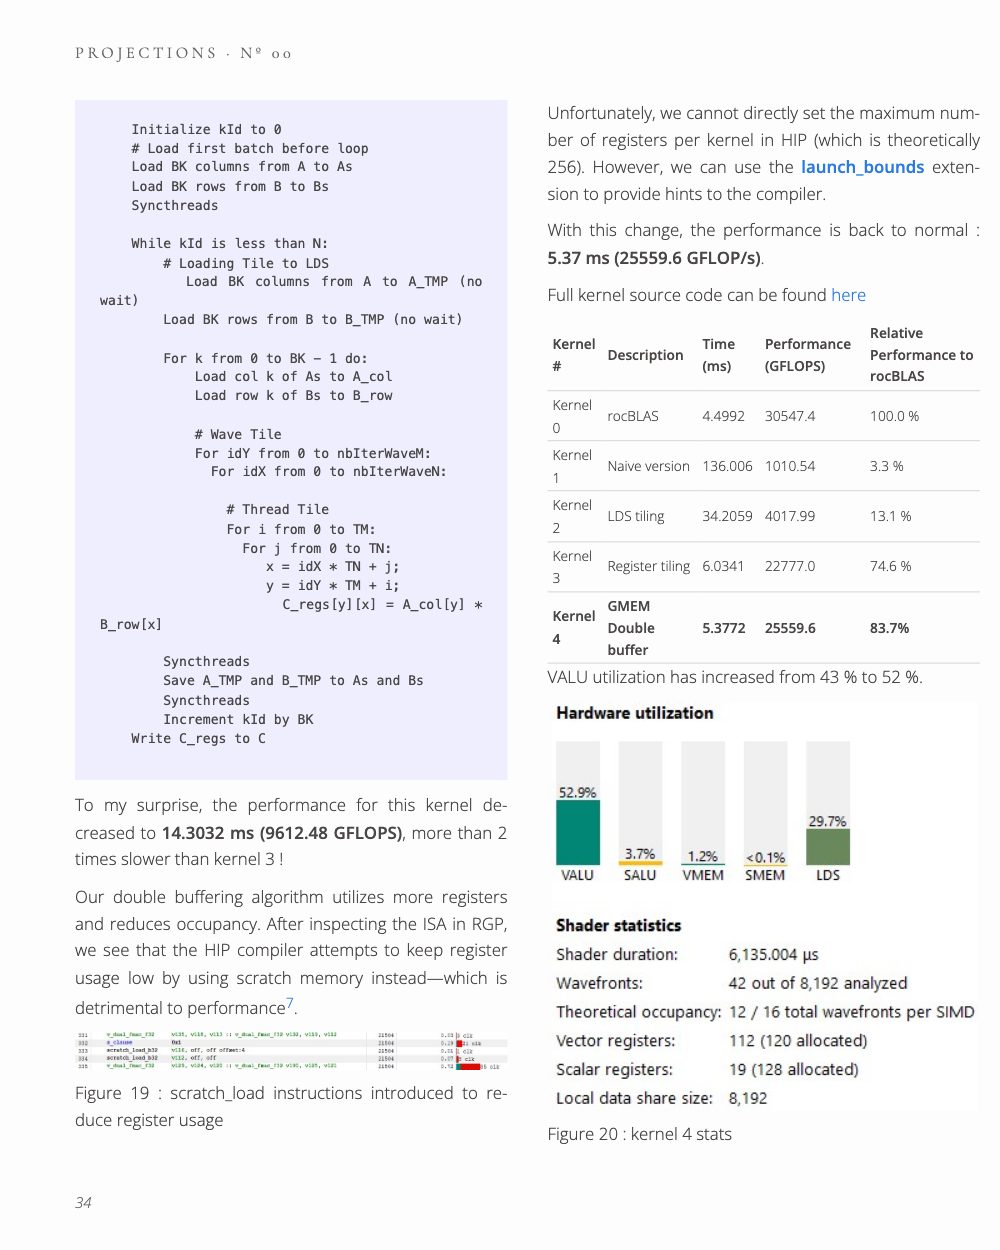 PROJECTIONS · Nº 00
Initialize kId to 0
# Load first batch before loop
Load BK columns from A to As
Load BK rows from B to Bs
Syncthreads
While kId is less than N:
# Loading Tile to LDS
Load BK columns from A to A_TMP (no
wait)
Load BK rows from B to B_TMP (no wait)
For k from 0 to BK - 1 do:
Load col k of As to A_col
Load row k of Bs to B_row
# Wave Tile
For idY from 0 to nbIterWaveM:
For idX from 0 to nbIterWaveN:
# Thread Tile
For i from 0 to TM:
For j from 0 to TN:
x = idX * TN + j;
y = idY * TM + i;
C_regs[y][x] = A_col[y] *
B_row[x]
Syncthreads
Save A_TMP and B_TMP to As and Bs
Syncthreads
Increment kId by BK
Write C_regs to C
To my surprise, the performance for this kernel de-
creased to 14.3032 ms (9612.48 GFLOPS), more than 2
times slower than kernel 3 !
Our double buffering algorithm utilizes more registers
and reduces occupancy. After inspecting the ISA in RGP,
we see that the HIP compiler attempts to keep register
usage low by using scratch memory instead—which is
detrimental to performance7.
331 v_dual_fmac_f32
332 s_clause 0x1
333 scratch_load_b32 v116, off, off offset:4
334 scratch_load_b32 v112, off, off
335 v_dual_fmac_f32
Figure 19 : scratch_load instructions introduced to re-
duce register usage
34
Unfortunately, we cannot directly set the maximum num-
ber of registers per kernel in HIP (which is theoretically
256). However, we can use the launch_bounds exten-
sion to provide hints to the compiler.
With this change, the performance is back to normal :
5.37 ms (25559.6 GFLOP/s).
Full kernel source code can be found here
Kernel # Description Time (ms) Performance (GFLOPS) Relative Performance to rocBLAS
Kernel 0 rocBLAS 4.4992 30547.4 100.0 %
Kernel 1 Naive version 136.006 1010.54 3.3 %
Kernel 2 LDS tiling 34.2059 4017.99 13.1 %
Kernel 3 Register tiling 6.0341 22777.0 74.6 %
Kernel 4 GMEM Double buffer 5.3772 25559.6 83.7%
VALU utilization has increased from 43 % to 52 %.
Hardware utilization
52.9% 3.7% 1.2% <0.1% 29.7%
VALU SALU VMEM SMEM LDS
Shader statistics
Shader duration: 6,135.004 µs
Wavefronts: 42 out of 8,192 analyzed
Theoretical occupancy: 12 / 16 total wavefronts per SIMD
Vector registers: 112 (120 allocated)
Scalar registers: 19 (128 allocated)
Local data share size: 8,192
Figure 20 : kernel 4 stats